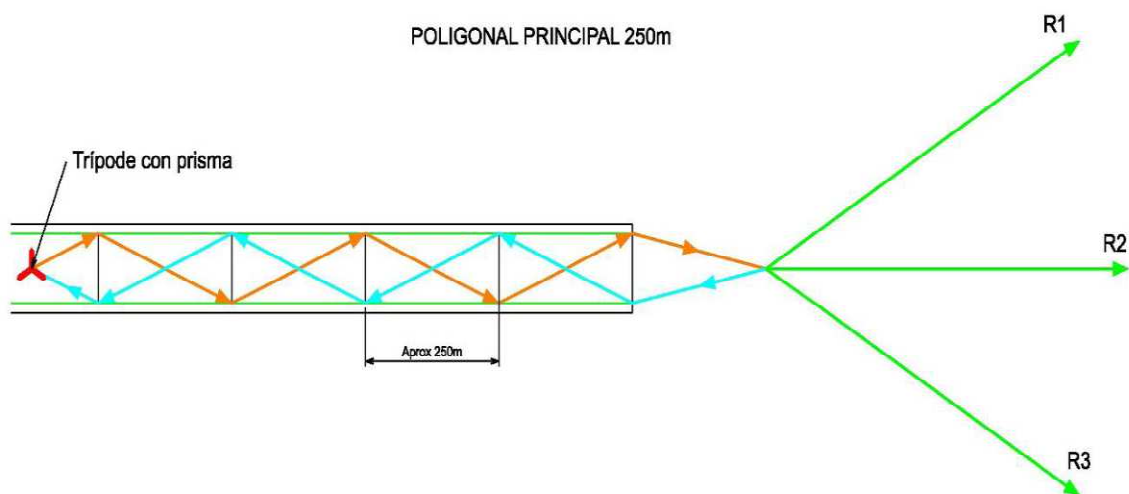 POLIGONAL PRINCIPAL 250m
R1
Trípode con prisma
R2
Aprox 250m
R3